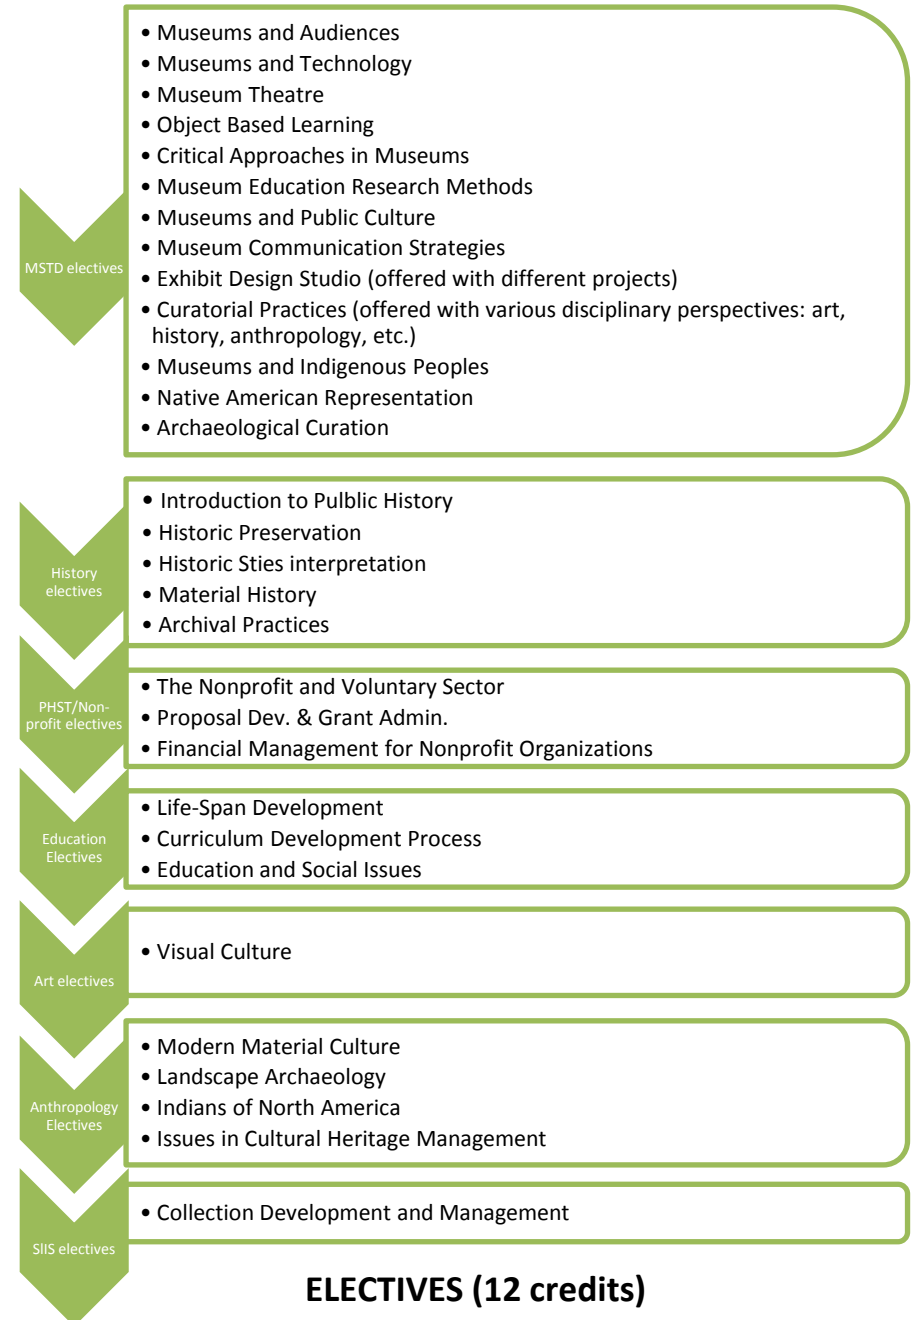 MSTD electives
• Museums and Audiences
• Museums and Technology
• Museum Theatre
• Object Based Learning
• Critical Approaches in Museums
• Museum Education Research Methods
• Museums and Public Culture
• Museum Communication Strategies
• Exhibit Design Studio (offered with different projects)
• Curatorial Practices (offered with various disciplinary perspectives: art,
history, anthropology, etc.)
• Museums and Indigenous Peoples
• Native American Representation
• Archaeological Curation
History
electives
• Introduction to Pulblic History
• Historic Preservation
• Historic Sties interpretation
• Material History
• Archival Practices
PHST/Non-
profit electives
• The Nonprofit and Voluntary Sector
• Proposal Dev. & Grant Admin.
• Financial Management for Nonprofit Organizations
Education
Electives
• Life-Span Development
• Curriculum Development Process
• Education and Social Issues
Art electives
• Visual Culture
Anthropology
Electives
• Modern Material Culture
• Landscape Archaeology
• Indians of North America
• Issues in Cultural Heritage Management
SlIS electives
• Collection Development and Management
ELECTIVES (12 credits)